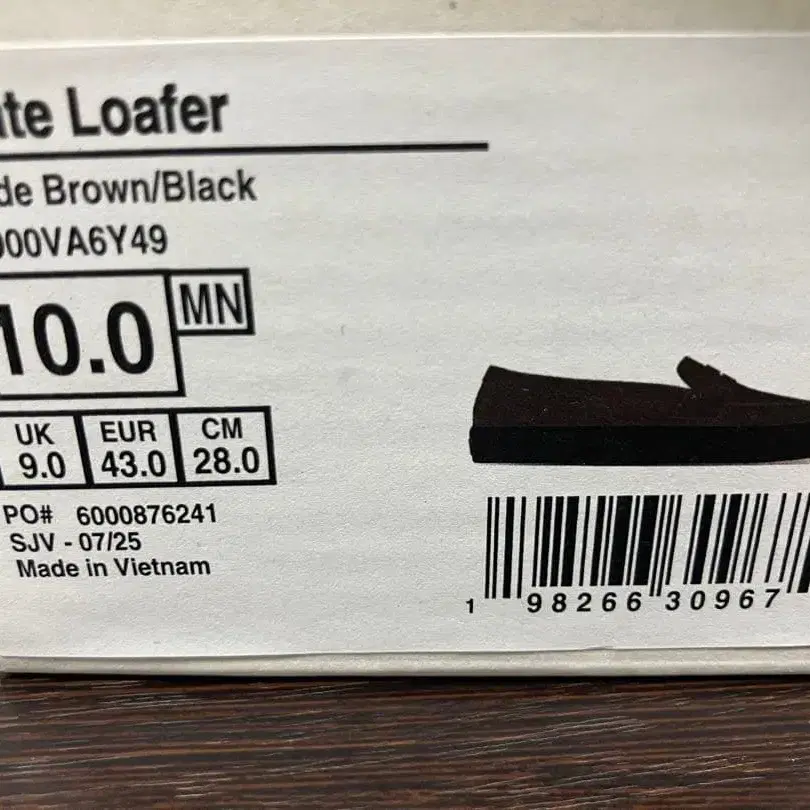 te Loafer
de Brown/Black
000VA6Y49
10.0
MN
UK EUR CM
9.0 43.0 28.0
PO# 6000876241
SJV - 07/25
Made in Vietnam
1 98266 30967